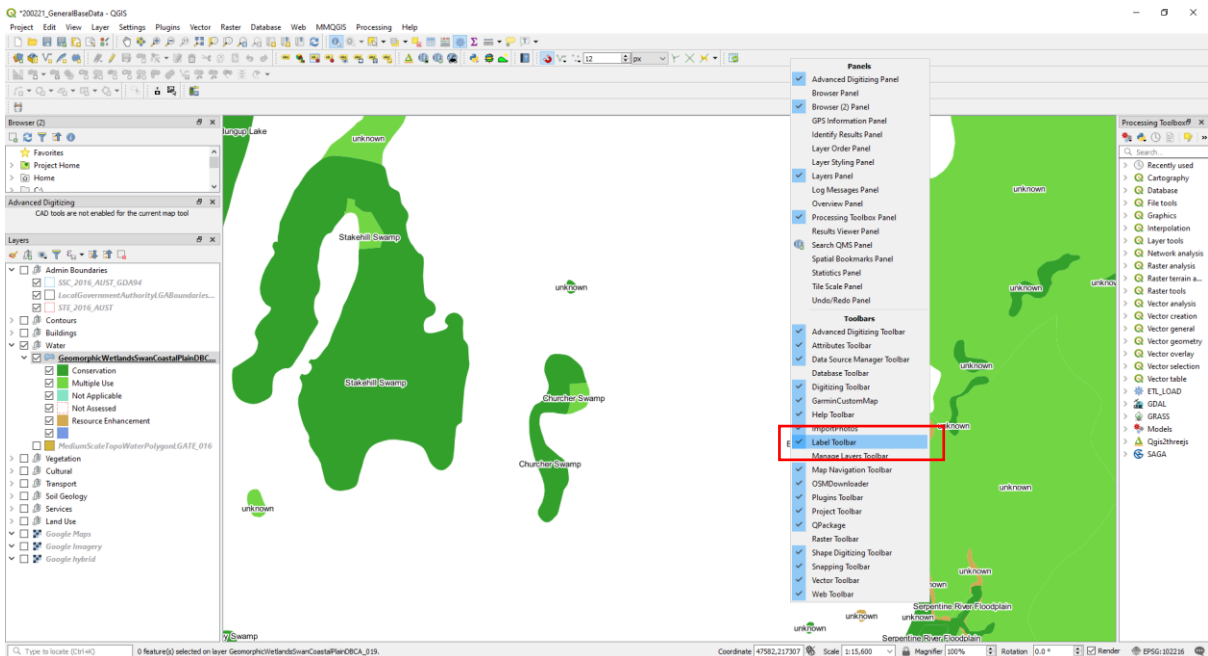 *200221_GeneralBaseData - QGIS
Project Edit View Layer Settings Plugins Vector Raster Database Web MMQGIS Processing Help
12 px
Browser (2)
Favorites
Project Home
Home
C:\
Advanced Digitizing
CAD tools are not enabled for the current map tool
Layers
Admin Boundaries
SSC_2016_AUST_GDA94
LocalGovernmentAuthorityLGABoundaries...
STE_2016_AUST
Contours
Buildings
Water
GeomorphicWetlandsSwanCoastalPlainDBC...
Conservation
Multiple Use
Not Applicable
Not Assessed
Resource Enhancement
MediumScaleTopoWaterPolygonLGATE_016
Vegetation
Cultural
Transport
Soil Geology
Services
Land Use
Google Maps
Google Imagery
Google hybrid
ungup Lake
unknown
Stakehill Swamp
unknown
Stakehill Swamp
Churcher Swamp
Churcher Swamp
unknown
y Swamp
Panels
Advanced Digitizing Panel
Browser Panel
Browser (2) Panel
GPS Information Panel
Identify Results Panel
Layer Order Panel
Layer Styling Panel
Layers Panel
Log Messages Panel
Overview Panel
Processing Toolbox Panel
Results Viewer Panel
Search QMS Panel
Spatial Bookmarks Panel
Statistics Panel
Tile Scale Panel
Undo/Redo Panel
Toolbars
Advanced Digitizing Toolbar
Attributes Toolbar
Data Source Manager Toolbar
Database Toolbar
Digitizing Toolbar
GarminCustomMap
Help Toolbar
ImportPhotos
Label Toolbar
Manage Layers Toolbar
Map Navigation Toolbar
OSMDownloader
Plugins Toolbar
Project Toolbar
QPackage
Raster Toolbar
Shape Digitizing Toolbar
Snapping Toolbar
Vector Toolbar
Web Toolbar
unknown
unknown
unknown
unknown
unknown
unknown
unknown
nown
Serpentine River Floodplain
unknown
unknown
unknown
Serpentine River Floodplain
Processing Toolbox
Search...
Recently used
Cartography
Database
File tools
Graphics
Interpolation
Layer tools
Network analysis
Raster analysis
Raster terrain a...
Raster tools
Vector analysis
Vector creation
Vector general
Vector geometry
Vector overlay
Vector selection
Vector table
ETL_LOAD
GDAL
GRASS
Models
Qgis2threejs
SAGA
Type to locate (Ctrl+K) 0 feature(s) selected on layer GeomorphicWetlandsSwanCoastalPlainDBCA_019. Coordinate 47582,217307 Scale 1:15,600 Magnifier 100% Rotation 0.0 ° Render EPSG:102216